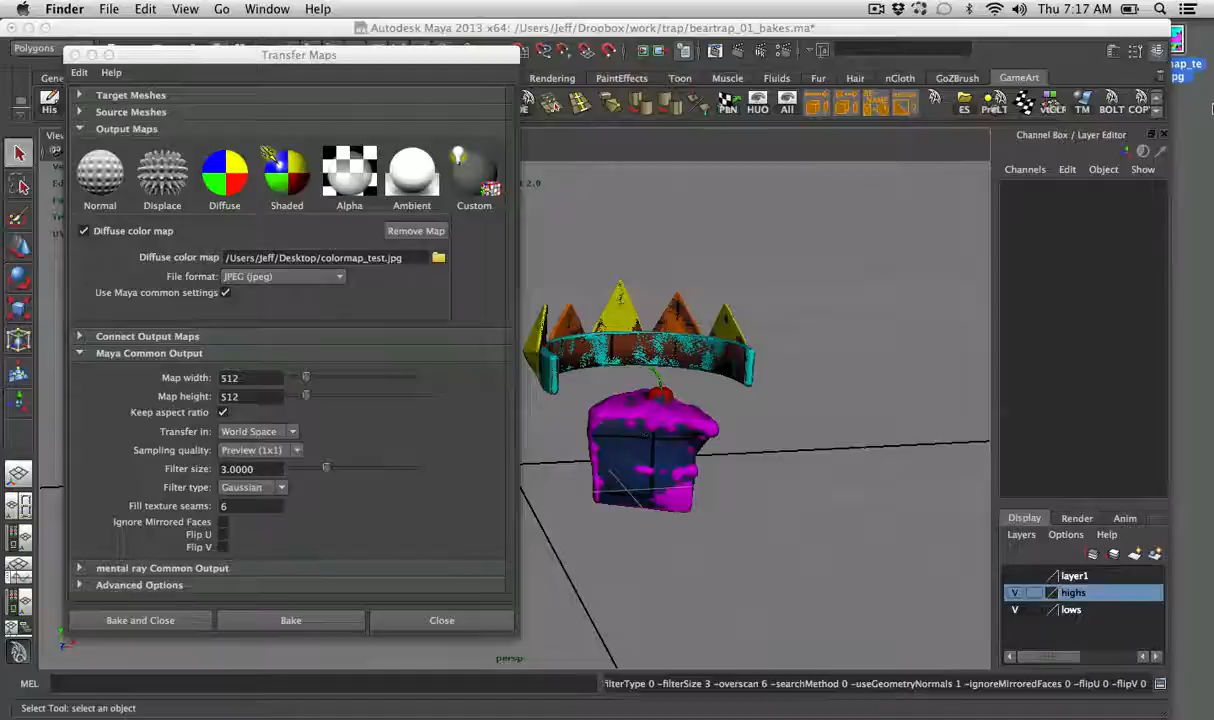 Finder File Edit View Go Window Help Thu 7:17 AM
Autodesk Maya 2013 x64: /Users/Jeff/Dropbox/work/trap/beartrap_01_bakes.ma*
Polygons
Transfer Maps
Edit Help
Rendering PaintEffects Toon Muscle Fluids Fur Hair nCloth GoZBrush GameArt
His
HUO All ES PreLT TM BOLT COP
Target Meshes
Source Meshes
Output Maps
Normal Displace Diffuse Shaded Alpha Ambient Custom
Diffuse color map Remove Map
Diffuse color map /Users/Jeff/Desktop/colormap_test.jpg
File format: JPEG (jpeg)
Use Maya common settings
Connect Output Maps
Maya Common Output
Map width: 512
Map height: 512
Keep aspect ratio
Transfer in: World Space
Sampling quality: Preview (1x1)
Filter size: 3.0000
Filter type: Gaussian
Fill texture seams: 6
Ignore Mirrored Faces
Flip U
Flip V
mental ray Common Output
Advanced Options
Bake and Close Bake Close
persp
Channel Box / Layer Editor
Channels Edit Object Show
Display Render Anim
Layers Options Help
layer1
V highs
V lows
MEL
filterType 0 -filterSize 3 -overscan 6 -searchMethod 0 -useGeometryNormals 1 -ignoreMirroredFaces 0 -flipU 0 -flipV 0
Select Tool: select an object